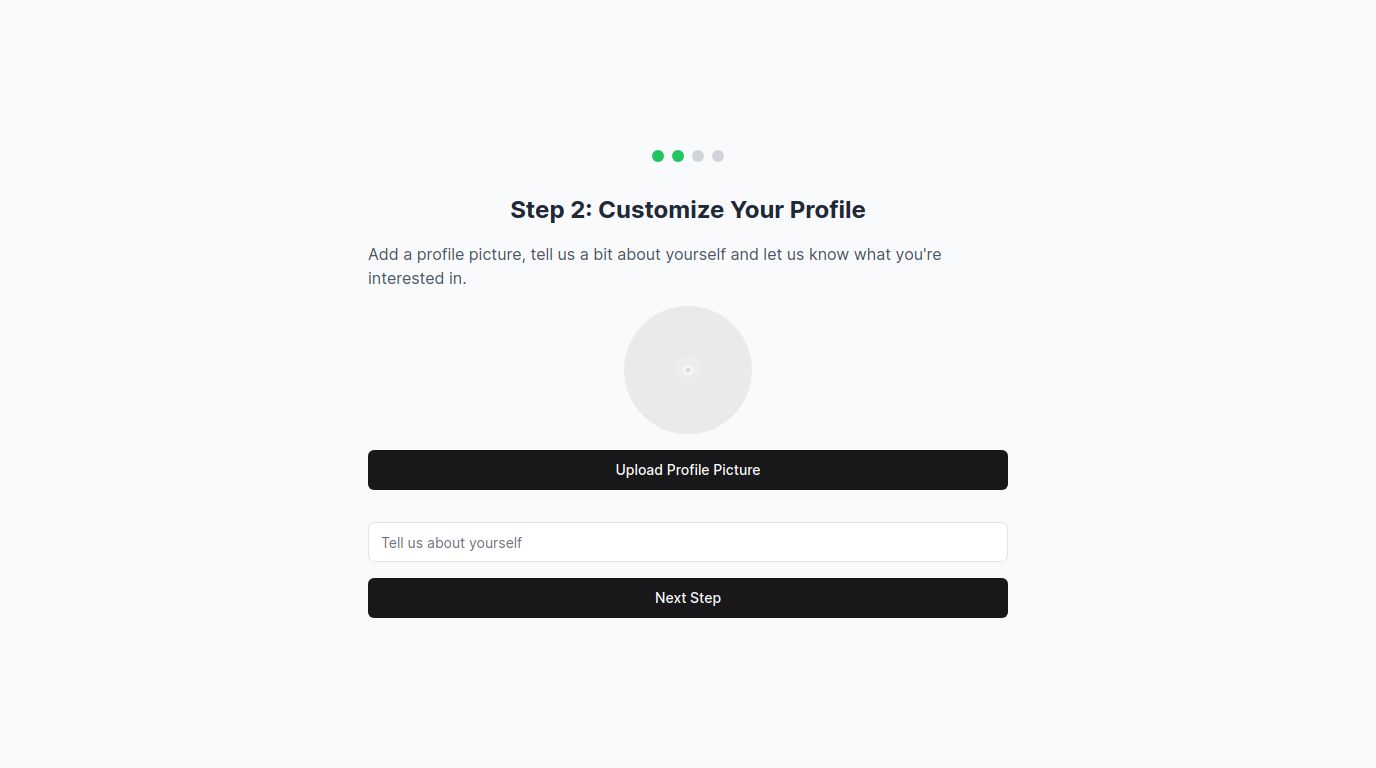 Step 2: Customize Your Profile
Add a profile picture, tell us a bit about yourself and let us know what you're
interested in.
Upload Profile Picture
Tell us about yourself
Next Step